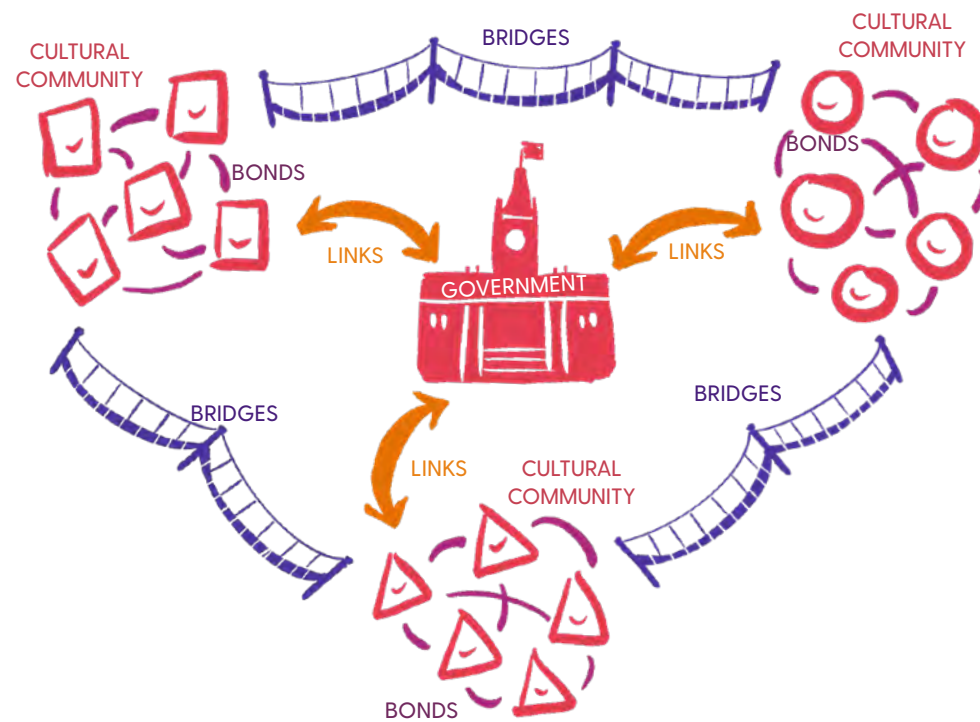 CULTURAL
COMMUNITY
BRIDGES
CULTURAL
COMMUNITY
BONDS
BONDS
LINKS
LINKS
GOVERNMENT
BRIDGES
BRIDGES
LINKS
CULTURAL
COMMUNITY
BONDS